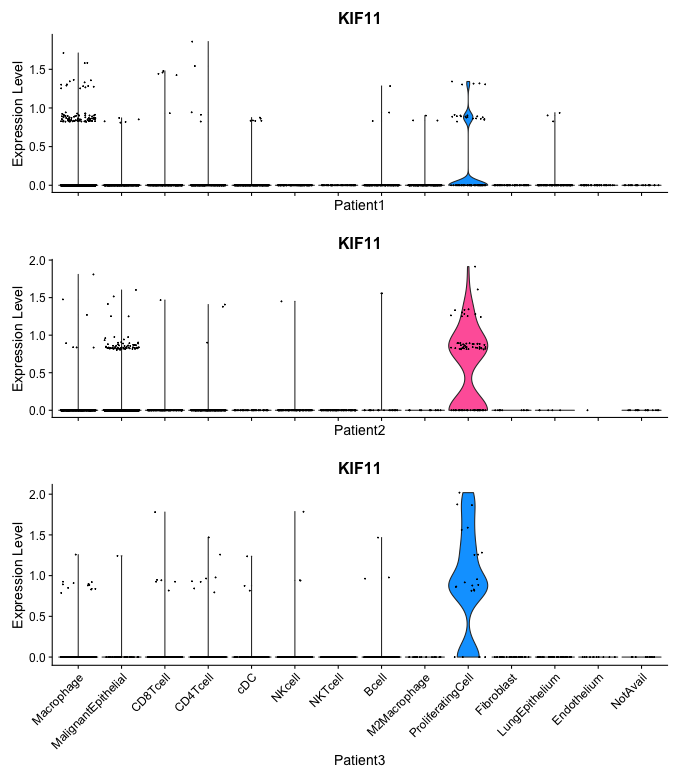 KIF11
Expression Level
1.5
1.0
0.5
0.0
Patient1
KIF11
Expression Level
2.0
1.5
1.0
0.5
0.0
Patient2
KIF11
Expression Level
2.0
1.5
1.0
0.5
0.0
Macrophage
MalignantEpithelial
CD8Tcell
CD4Tcell
cDC
NKcell
NKTcell
Bcell
M2Macrophage
ProliferatingCell
Fibroblast
LungEpithelium
Endothelium
NotAvail
Patient3